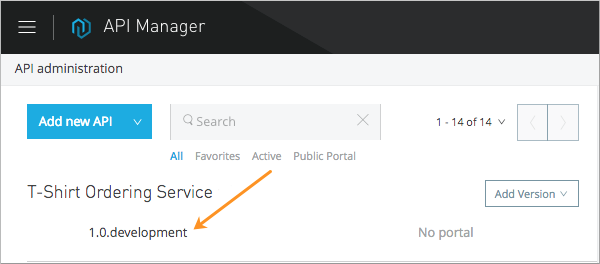 API Manager
API administration
Add new API
Search
1 - 14 of 14
All Favorites Active Public Portal
T-Shirt Ordering Service
Add Version
1.0.development
No portal